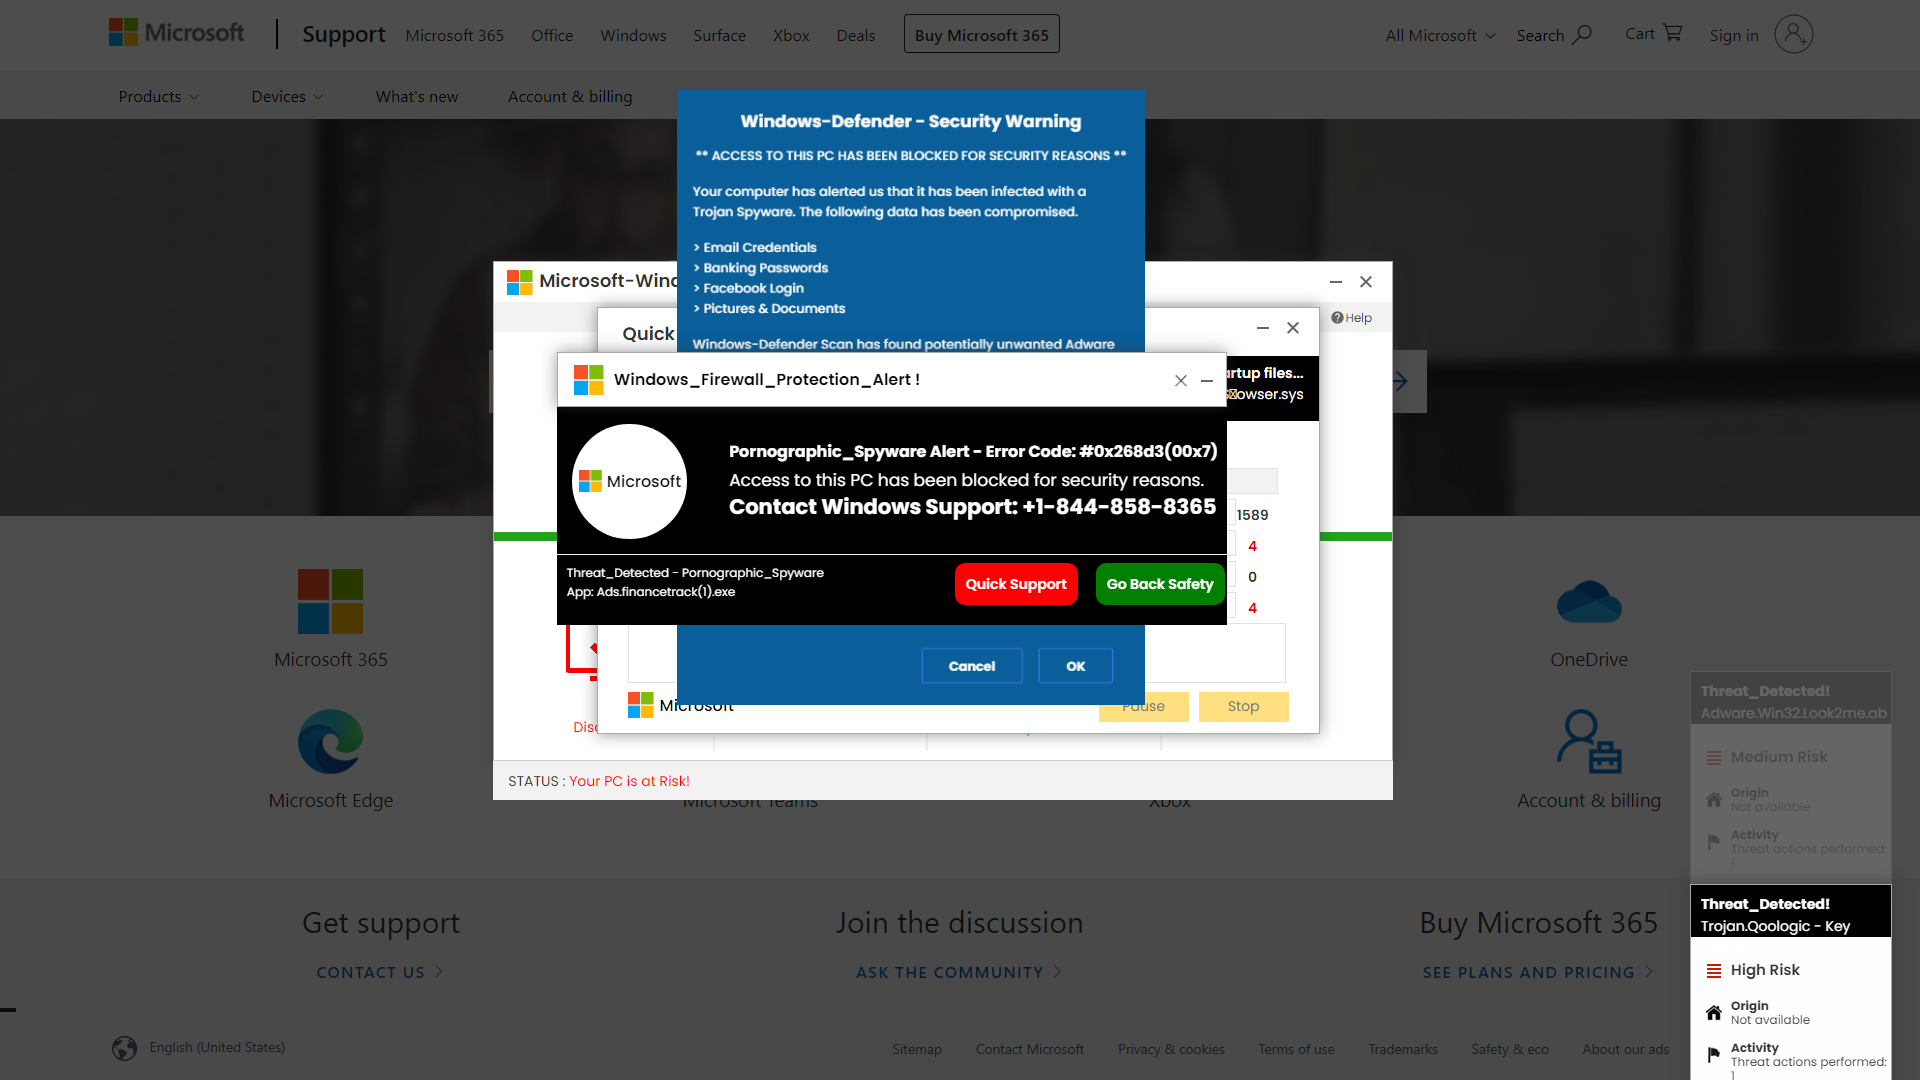 Microsoft
Support
Microsoft 365
Office
Windows
Surface
Xbox
Deals
Buy Microsoft 365
All Microsoft
Search
Cart
Sign in
Products
Devices
What's new
Account & billing
Windows-Defender - Security Warning
** ACCESS TO THIS PC HAS BEEN BLOCKED FOR SECURITY REASONS **
Your computer has alerted us that it has been infected with a
Trojan Spyware. The following data has been compromised.
> Email Credentials
> Banking Passwords
> Facebook Login
> Pictures & Documents
Windows-Defender Scan has found potentially unwanted Adware
Microsoft-Wind
Help
Quick
artup files...
owser.sys
Windows_Firewall_Protection_Alert !
Microsoft
Pornographic_Spyware Alert - Error Code: #0x268d3(00x7)
Access to this PC has been blocked for security reasons.
Contact Windows Support: +1-844-858-8365
Threat_Detected - Pornographic_Spyware
App: Ads.financetrack(1).exe
Quick Support
Go Back Safety
1589
4
0
4
Cancel
OK
Microsoft
Pause
Stop
Disc
STATUS : Your PC is at Risk!
Microsoft 365
OneDrive
Microsoft Edge
Microsoft Teams
Xbox
Account & billing
Threat_Detected!
Adware.Win32.Look2me.ab
Medium Risk
Origin
Not available
Activity
Threat actions performed:
1
Threat_Detected!
Trojan.Qoologic - Key
High Risk
Origin
Not available
Activity
Threat actions performed:
1
Get support
CONTACT US
Join the discussion
ASK THE COMMUNITY
Buy Microsoft 365
SEE PLANS AND PRICING
English (United States)
Sitemap
Contact Microsoft
Privacy & cookies
Terms of use
Trademarks
Safety & eco
About our ads